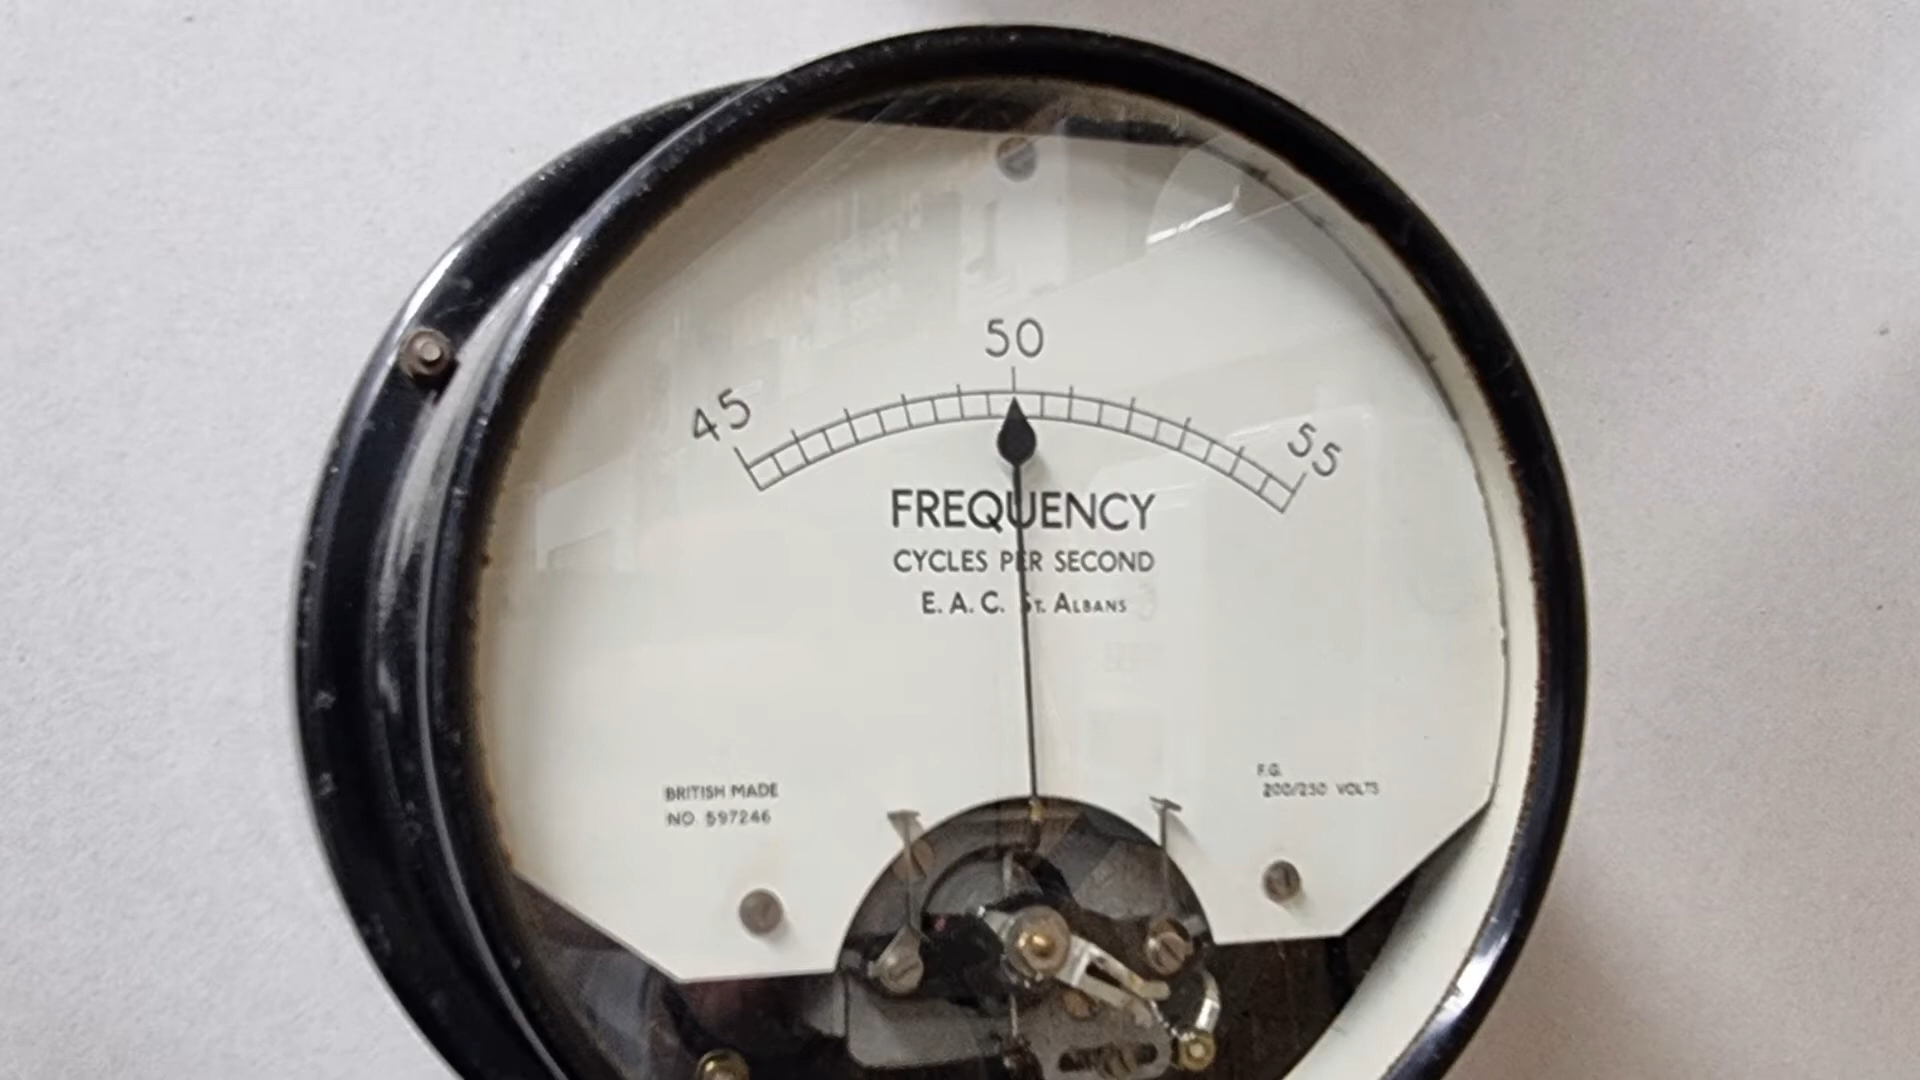 45
50
55
FREQUENCY
CYCLES PER SECOND
E. A. C. ST. ALBANS
BRITISH MADE
NO. 597246
F.G.
200/250 VOLTS